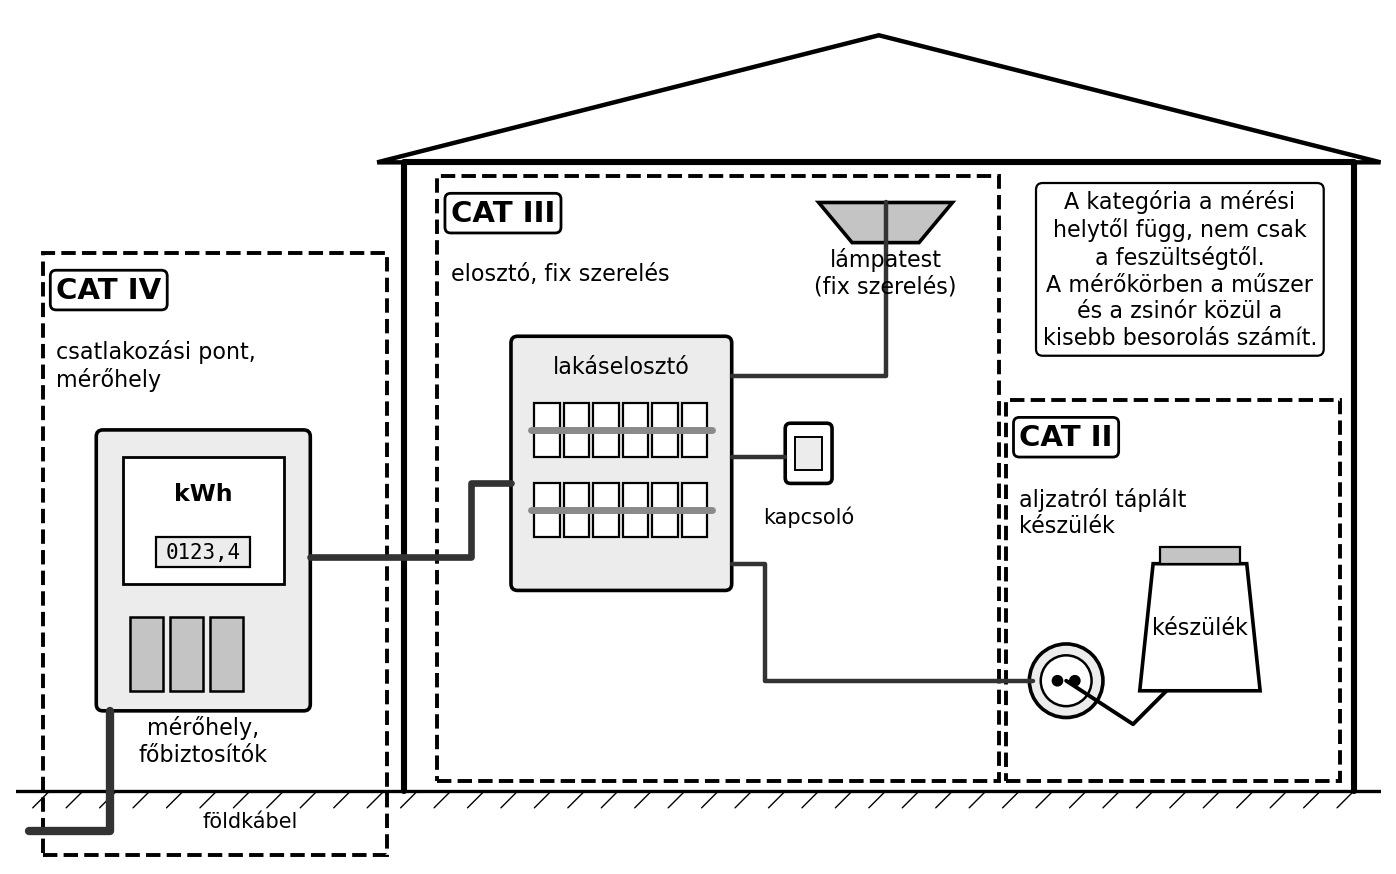 CAT III
elosztó, fix szerelés
lámpatest
(fix szerelés)
A kategória a mérési
helytől függ, nem csak
a feszültségtől.
A mérőkörben a műszer
és a zsinór közül a
kisebb besorolás számít.
CAT IV
csatlakozási pont,
mérőhely
lakáselosztó
kapcsoló
CAT II
aljzatról táplált
készülék
kWh
0123,4
készülék
mérőhely,
főbiztosítók
földkábel